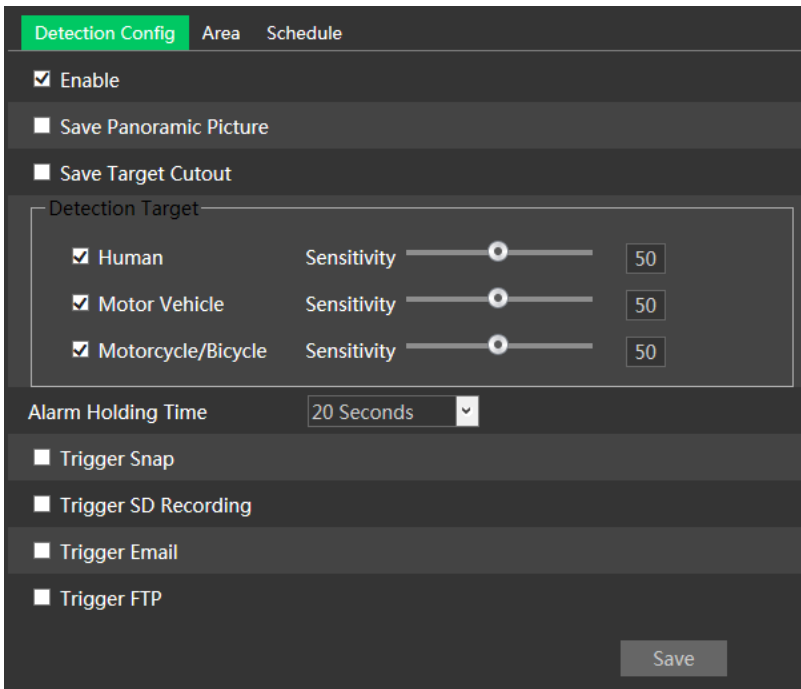 Detection Config Area Schedule
Enable
Save Panoramic Picture
Save Target Cutout
Detection Target
Human Sensitivity 50
Motor Vehicle Sensitivity 50
Motorcycle/Bicycle Sensitivity 50
Alarm Holding Time 20 Seconds
Trigger Snap
Trigger SD Recording
Trigger Email
Trigger FTP
Save